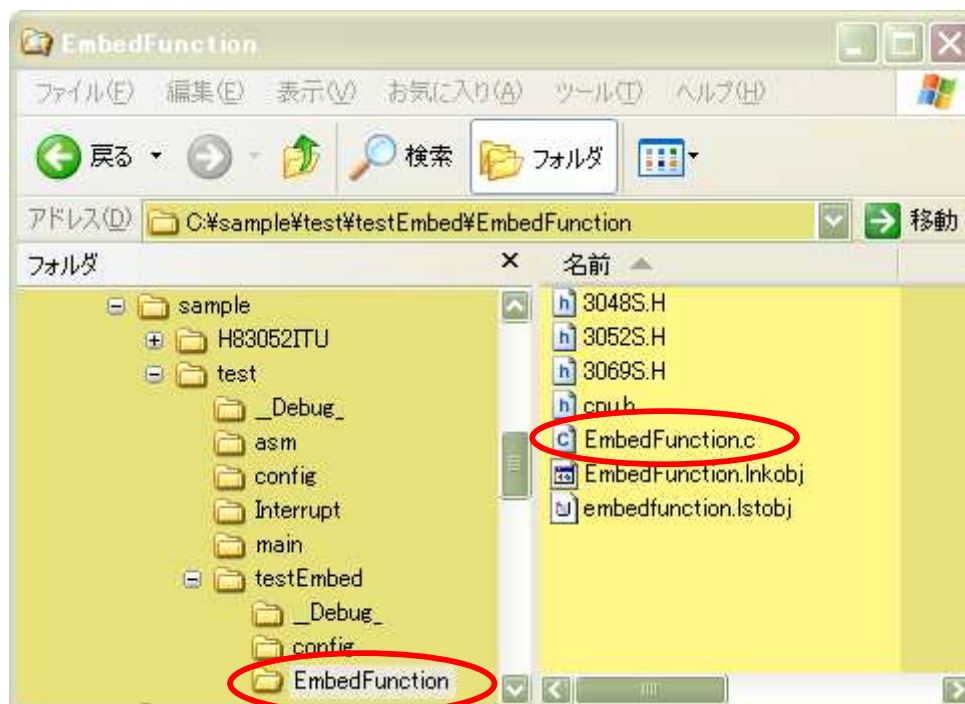 EmbedFunction
ファイル(F) 編集(E) 表示(V) お気に入り(A) ツール(T) ヘルプ(H)
戻る 検索 フォルダ
アドレス(D) C:¥sample¥test¥testEmbed¥EmbedFunction 移動
フォルダ
sample
H83052ITU
test
__Debug_
asm
config
Interrupt
main
testEmbed
__Debug_
config
EmbedFunction
名前
3048S.H
3052S.H
3069S.H
cpu.h
EmbedFunction.c
EmbedFunction.lnkobj
embedfunction.lstobj